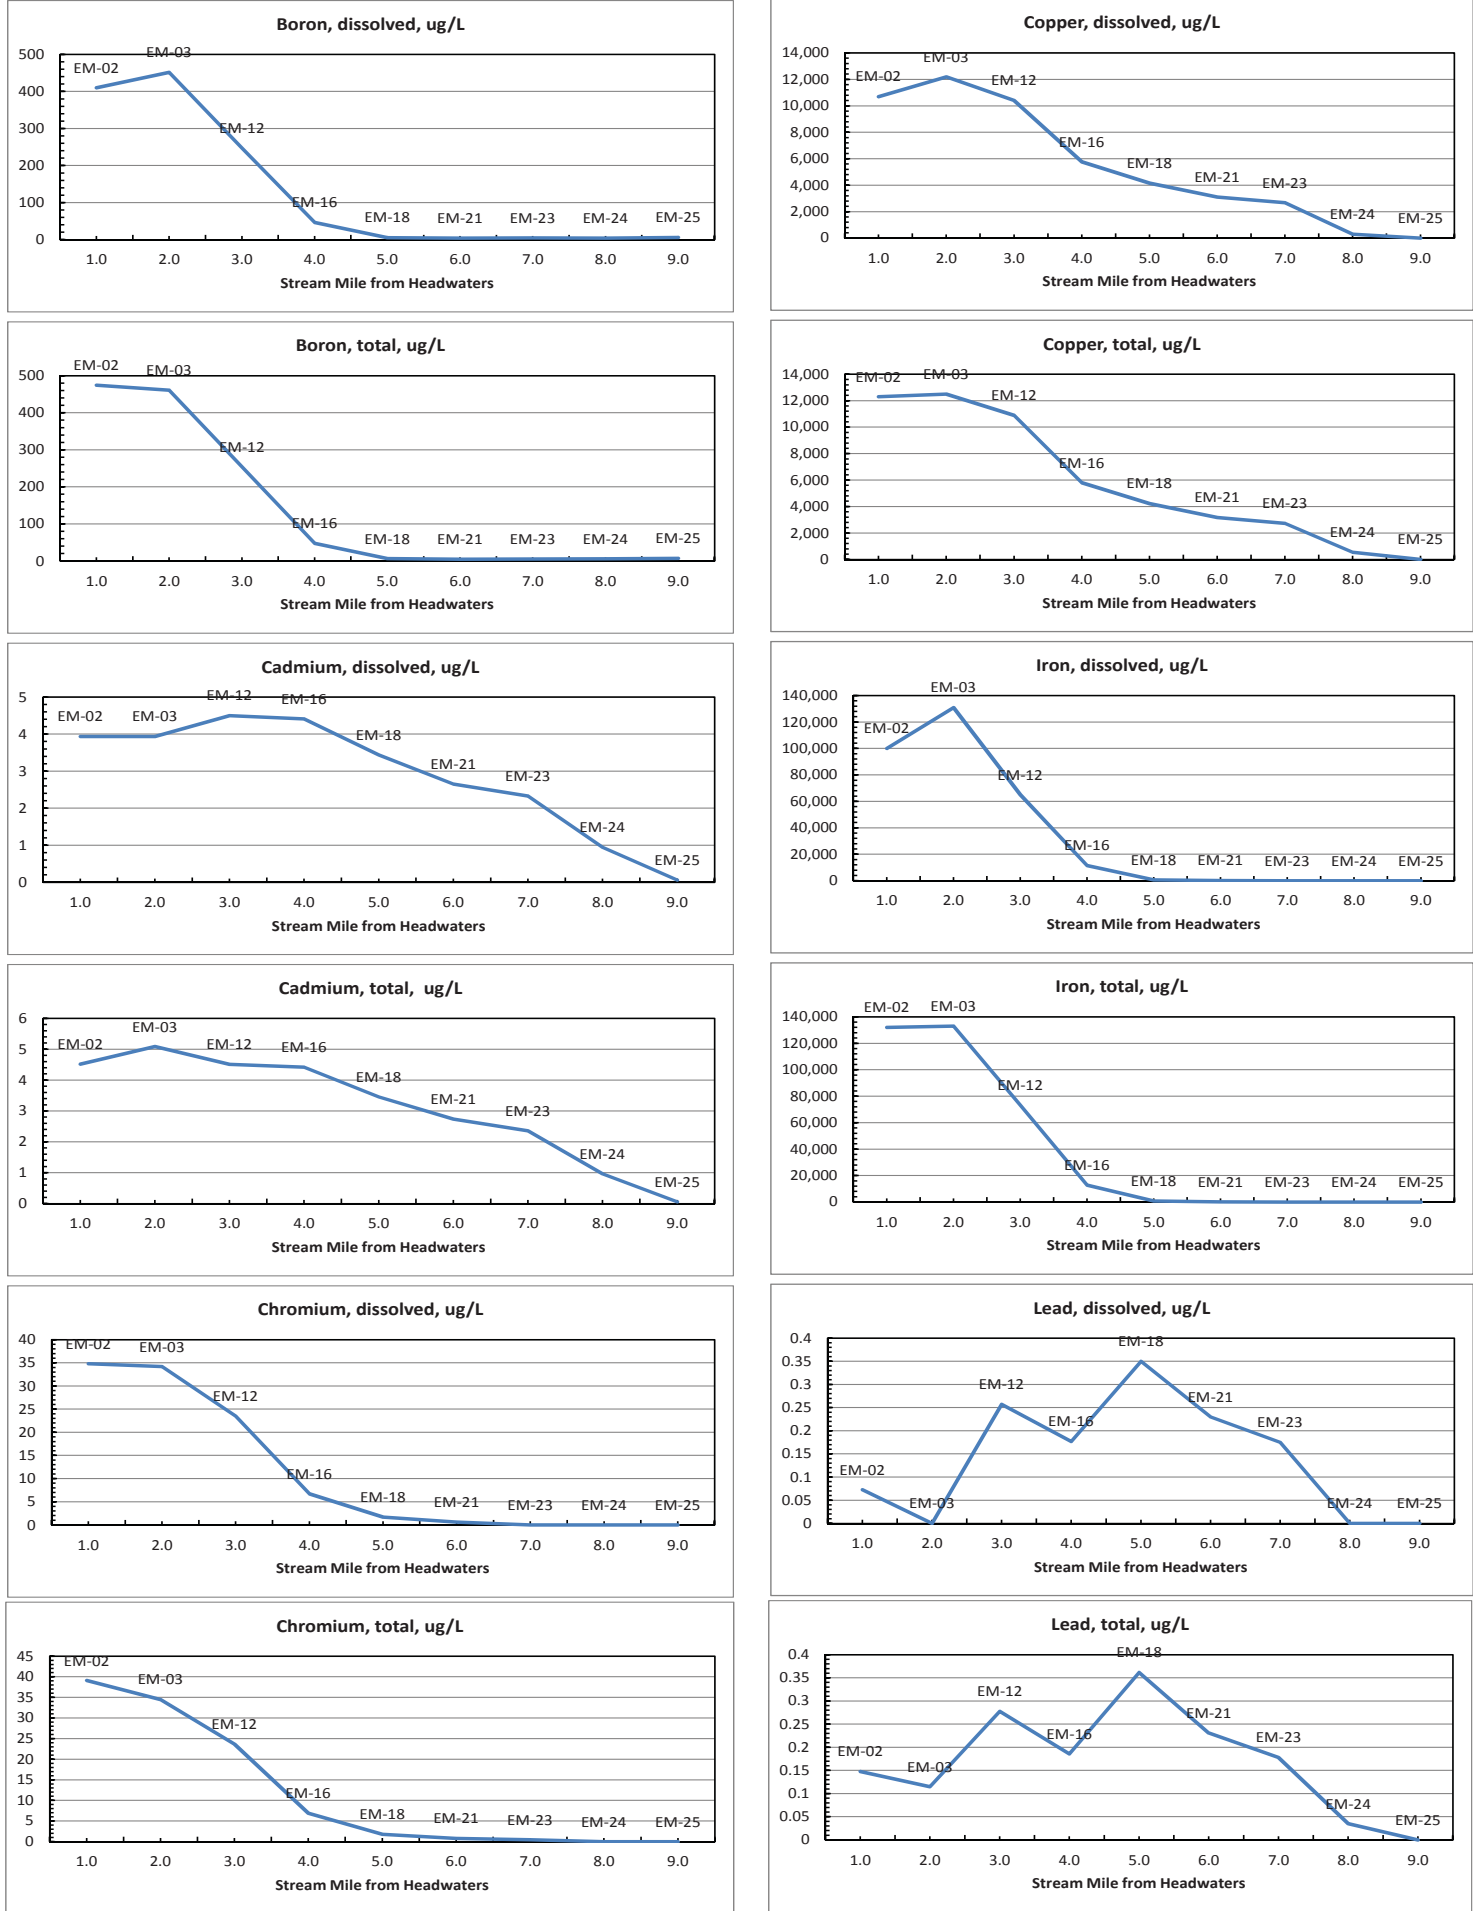 Boron, dissolved, ug/L
500
400
300
200
100
0
EM-02
EM-03
EM-12
EM-16
EM-18
EM-21
EM-23
EM-24
EM-25
1.0 2.0 3.0 4.0 5.0 6.0 7.0 8.0 9.0
Stream Mile from Headwaters
Boron, total, ug/L
500
400
300
200
100
0
EM-02
EM-03
EM-12
EM-16
EM-18
EM-21
EM-23
EM-24
EM-25
1.0 2.0 3.0 4.0 5.0 6.0 7.0 8.0 9.0
Stream Mile from Headwaters
Cadmium, dissolved, ug/L
5
4
3
2
1
0
EM-02
EM-03
EM-12
EM-16
EM-18
EM-21
EM-23
EM-24
EM-25
1.0 2.0 3.0 4.0 5.0 6.0 7.0 8.0 9.0
Stream Mile from Headwaters
Cadmium, total, ug/L
6
5
4
3
2
1
0
EM-02
EM-03
EM-12
EM-16
EM-18
EM-21
EM-23
EM-24
EM-25
1.0 2.0 3.0 4.0 5.0 6.0 7.0 8.0 9.0
Stream Mile from Headwaters
Chromium, dissolved, ug/L
40
35
30
25
20
15
10
5
0
EM-02
EM-03
EM-12
EM-16
EM-18
EM-21
EM-23
EM-24
EM-25
1.0 2.0 3.0 4.0 5.0 6.0 7.0 8.0 9.0
Stream Mile from Headwaters
Chromium, total, ug/L
45
40
35
30
25
20
15
10
5
0
EM-02
EM-03
EM-12
EM-16
EM-18
EM-21
EM-23
EM-24
EM-25
1.0 2.0 3.0 4.0 5.0 6.0 7.0 8.0 9.0
Stream Mile from Headwaters
Copper, dissolved, ug/L
14,000
12,000
10,000
8,000
6,000
4,000
2,000
0
EM-02
EM-03
EM-12
EM-16
EM-18
EM-21
EM-23
EM-24
EM-25
1.0 2.0 3.0 4.0 5.0 6.0 7.0 8.0 9.0
Stream Mile from Headwaters
Copper, total, ug/L
14,000
12,000
10,000
8,000
6,000
4,000
2,000
0
EM-02
EM-03
EM-12
EM-16
EM-18
EM-21
EM-23
EM-24
EM-25
1.0 2.0 3.0 4.0 5.0 6.0 7.0 8.0 9.0
Stream Mile from Headwaters
Iron, dissolved, ug/L
140,000
120,000
100,000
80,000
60,000
40,000
20,000
0
EM-02
EM-03
EM-12
EM-16
EM-18
EM-21
EM-23
EM-24
EM-25
1.0 2.0 3.0 4.0 5.0 6.0 7.0 8.0 9.0
Stream Mile from Headwaters
Iron, total, ug/L
140,000
120,000
100,000
80,000
60,000
40,000
20,000
0
EM-02
EM-03
EM-12
EM-16
EM-18
EM-21
EM-23
EM-24
EM-25
1.0 2.0 3.0 4.0 5.0 6.0 7.0 8.0 9.0
Stream Mile from Headwaters
Lead, dissolved, ug/L
0.4
0.35
0.3
0.25
0.2
0.15
0.1
0.05
0
EM-02
EM-03
EM-12
EM-16
EM-18
EM-21
EM-23
EM-24
EM-25
1.0 2.0 3.0 4.0 5.0 6.0 7.0 8.0 9.0
Stream Mile from Headwaters
Lead, total, ug/L
0.4
0.35
0.3
0.25
0.2
0.15
0.1
0.05
0
EM-02
EM-03
EM-12
EM-16
EM-18
EM-21
EM-23
EM-24
EM-25
1.0 2.0 3.0 4.0 5.0 6.0 7.0 8.0 9.0
Stream Mile from Headwaters